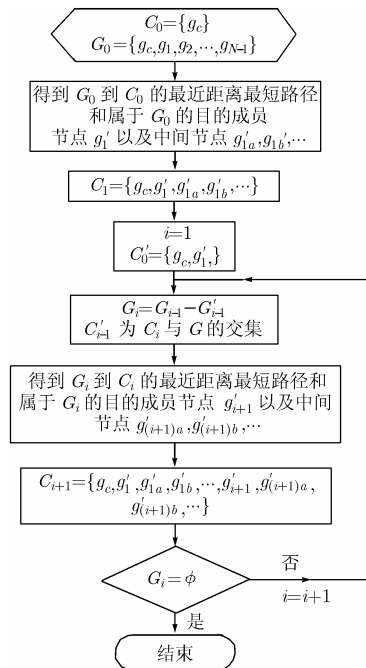 C₀={g_c}
G₀={g_c,g₁,g₂,⋯,g_{N-1}}
得到 G₀ 到 C₀ 的最近距离最短路径
和属于 G₀ 的目的成员
节点 g₁′ 以及中间节点 g′₁ₐ,g₁b′,⋯
C₁={g_c,g′₁,g′₁ₐ,g′₁b,⋯}
i=1
C′₀={g_c,g′₁,}
G_i=G_{i-1}−G′_{i-1}
C′_{i-1} 为 C_i 与 G 的交集
得到 G_i 到 C_i 的最近距离最短路径和
属于 G_i 的目的成员节点 g′_{i+1} 以及中间
节点 g′_{(i+1)a},g′_{(i+1)b},⋯
C_{i+1}={g_c,g′₁,g′₁ₐ,g′₁b,⋯,g′_{i+1},g′_{(i+1)a},
g′_{(i+1)b},⋯}
G_i=ϕ
否
i=i+1
是
结束